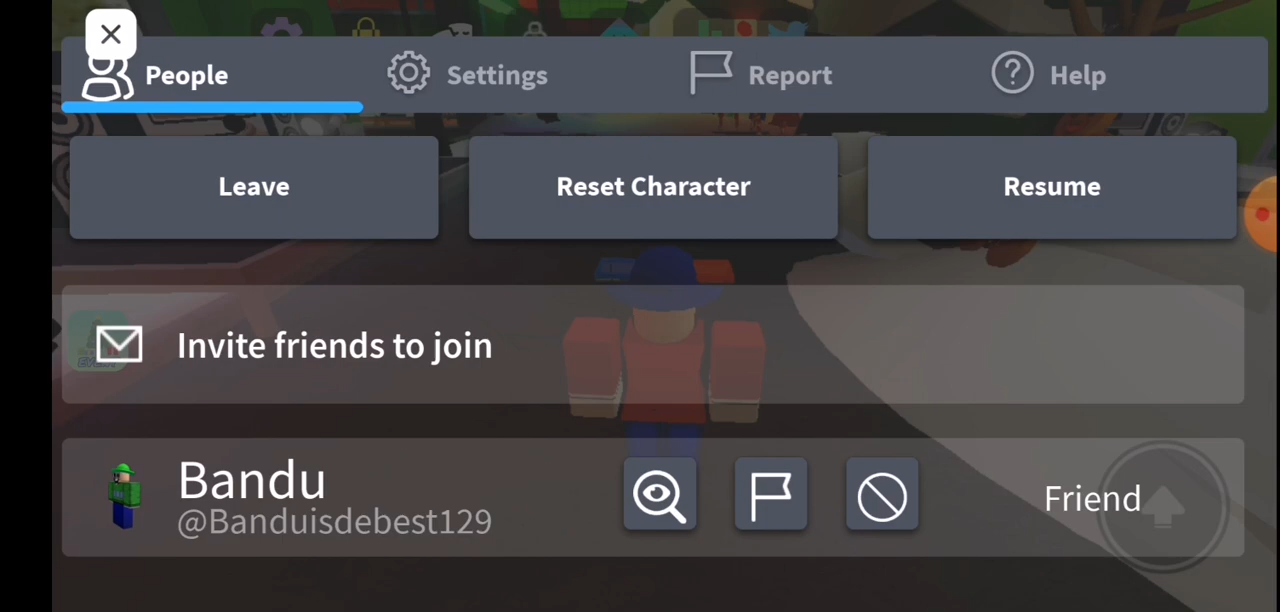 People
Settings
Report
Help
Leave
Reset Character
Resume
Invite friends to join
Bandu
@Banduisdebest129
Friend